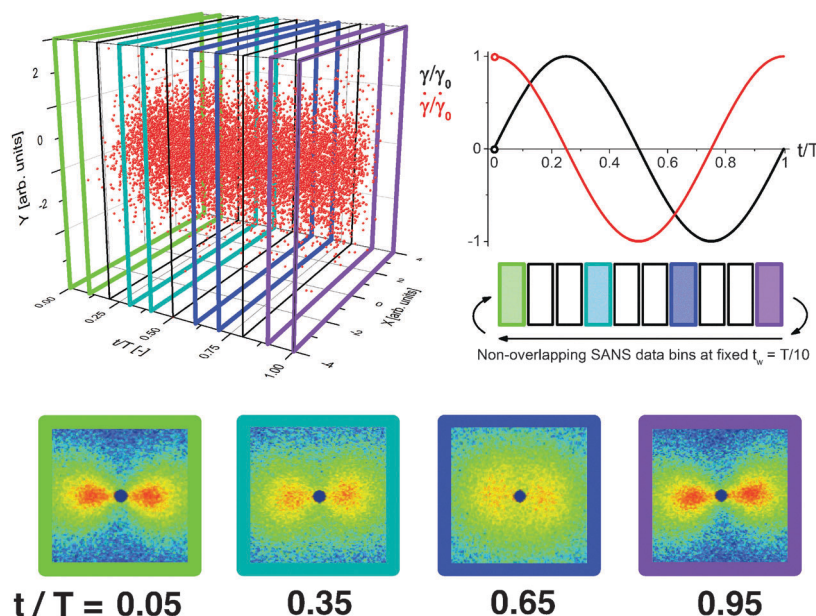 2
0
-2
Y [arb. units]
0.00
0.25
0.50
0.75
1.00
t/T [-]
4
2
0
-2
-4
X [arb. units]
γ/γ₀
γ̇/γ̇₀
1
0
-1
0
0.2
0.4
0.6
0.8
1
t/T
Non-overlapping SANS data bins at fixed t_w = T/10
t / T = 0.05 0.35 0.65 0.95